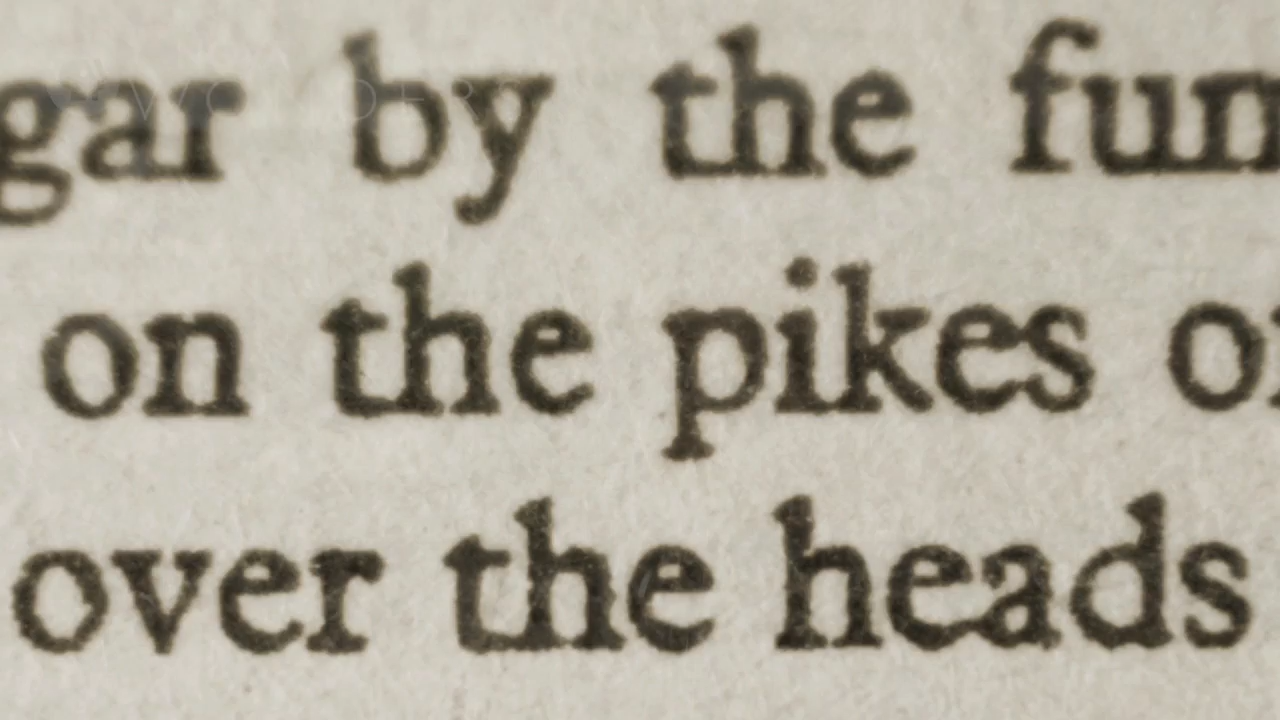 gar by the fun
on the pikes o
over the heads